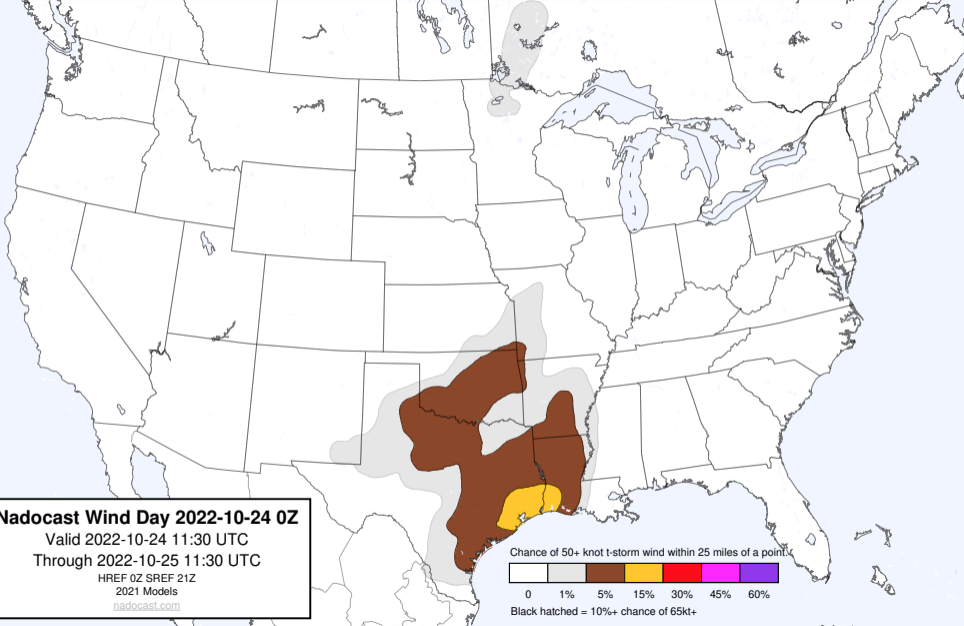 Nadocast Wind Day 2022-10-24 0Z
Valid 2022-10-24 11:30 UTC
Through 2022-10-25 11:30 UTC
HREF 0Z SREF 21Z
2021 Models
nadocast.com
Chance of 50+ knot t-storm wind within 25 miles of a point.
0 1% 5% 15% 30% 45% 60%
Black hatched = 10%+ chance of 65kt+